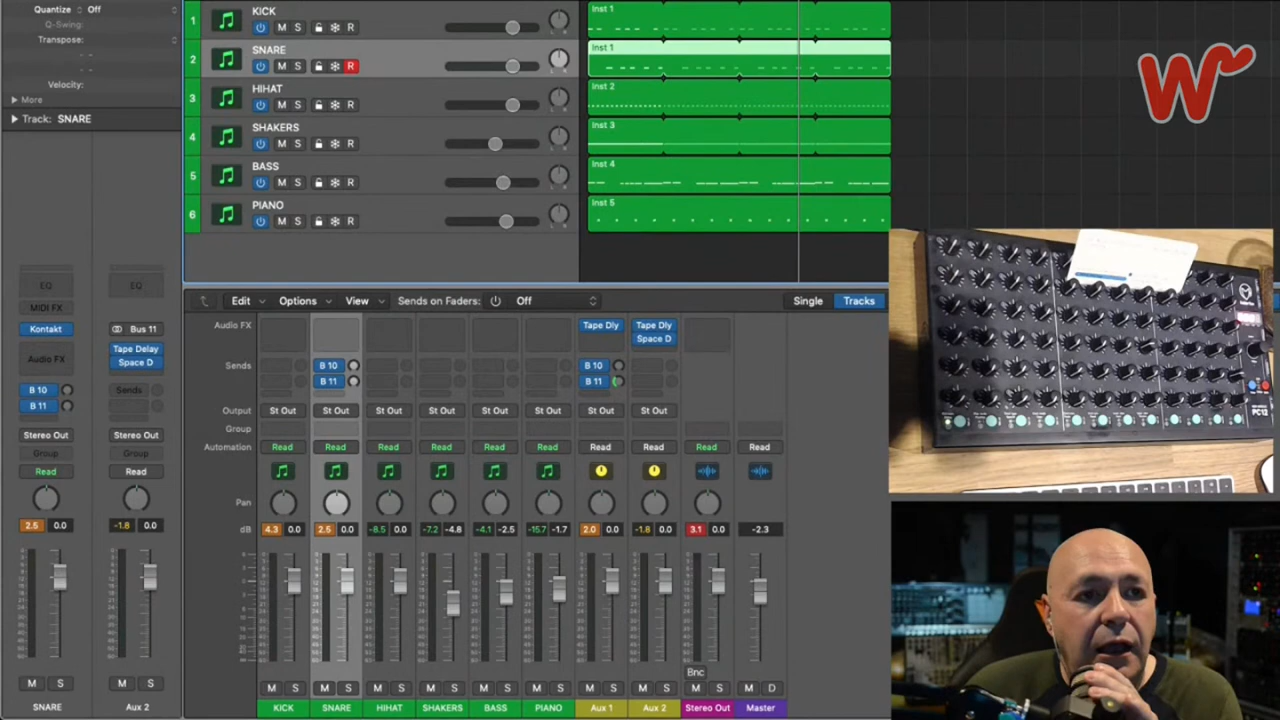 Quantize Off
Q-Swing:
Transpose:
Velocity:
More
Track: SNARE
1 KICK M S R Inst 1
2 SNARE M S R Inst 1
3 HIHAT M S R Inst 2
4 SHAKERS M S R Inst 3
5 BASS M S R Inst 4
6 PIANO M S R Inst 5
W
Edit Options View Sends on Faders: Off Single Tracks
EQ EQ
MIDI FX
Kontakt Bus 11
Audio FX Tape Delay
Space D
B 10 Sends
B 11
Stereo Out Stereo Out
Group Group
Read Read
2.5 0.0 -1.8 0.0
M S M S
SNARE Aux 2
Audio FX Tape Dly Tape Dly
Space D
Sends B 10 B 10
B 11 B 11
Output St Out St Out St Out St Out St Out St Out St Out St Out
Group
Automation Read Read Read Read Read Read Read Read Read Read
Pan
dB 4.3 0.0 2.5 0.0 -8.5 0.0 -7.2 -4.8 -4.1 -2.5 -15.7 -1.7 2.0 0.0 -1.8 0.0 3.1 0.0 -2.3
Bnc
M S M S M S M S M S M S M S M S M S M D
KICK SNARE HIHAT SHAKERS BASS PIANO Aux 1 Aux 2 Stereo Out Master
PC12